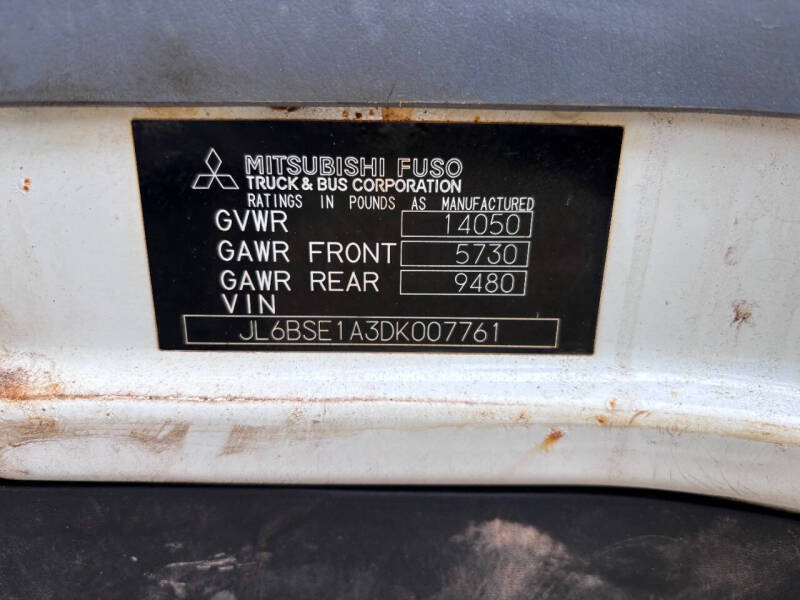 MITSUBISHI FUSO
TRUCK & BUS CORPORATION
RATINGS IN POUNDS AS MANUFACTURED
GVWR 14050
GAWR FRONT 5730
GAWR REAR 9480
VIN
JL6BSE1A3DK007761